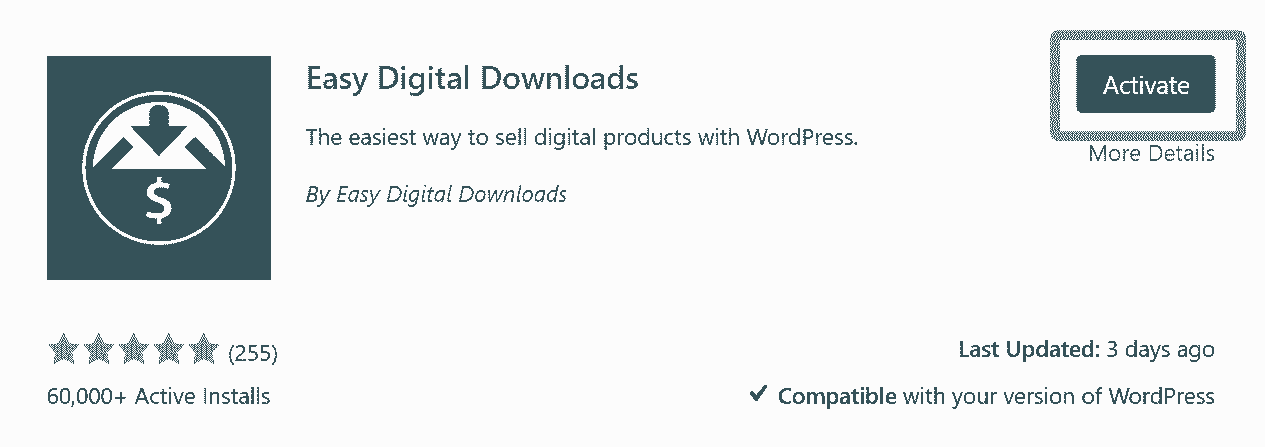 Easy Digital Downloads
Activate
The easiest way to sell digital products with WordPress.
More Details
By Easy Digital Downloads
$
(255)
Last Updated: 3 days ago
60,000+ Active Installs
Compatible with your version of WordPress